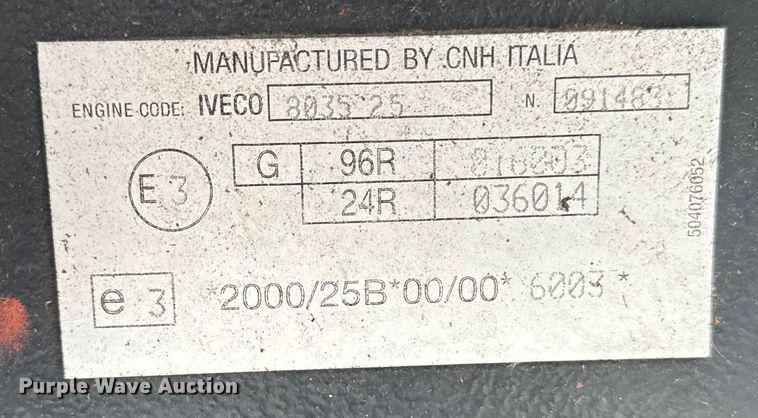 MANUFACTURED BY CNH ITALIA
ENGINE CODE: IVECO 8035 25 N.
E 3
G 96R
24R 036014
504076052
e 3 *2000/25B*00/00* 6003 *
Purple Wave Auction